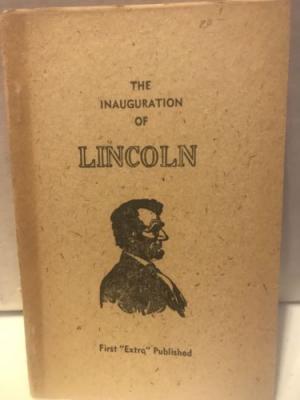 THE
INAUGURATION
OF
LINCOLN
First "Extra" Published